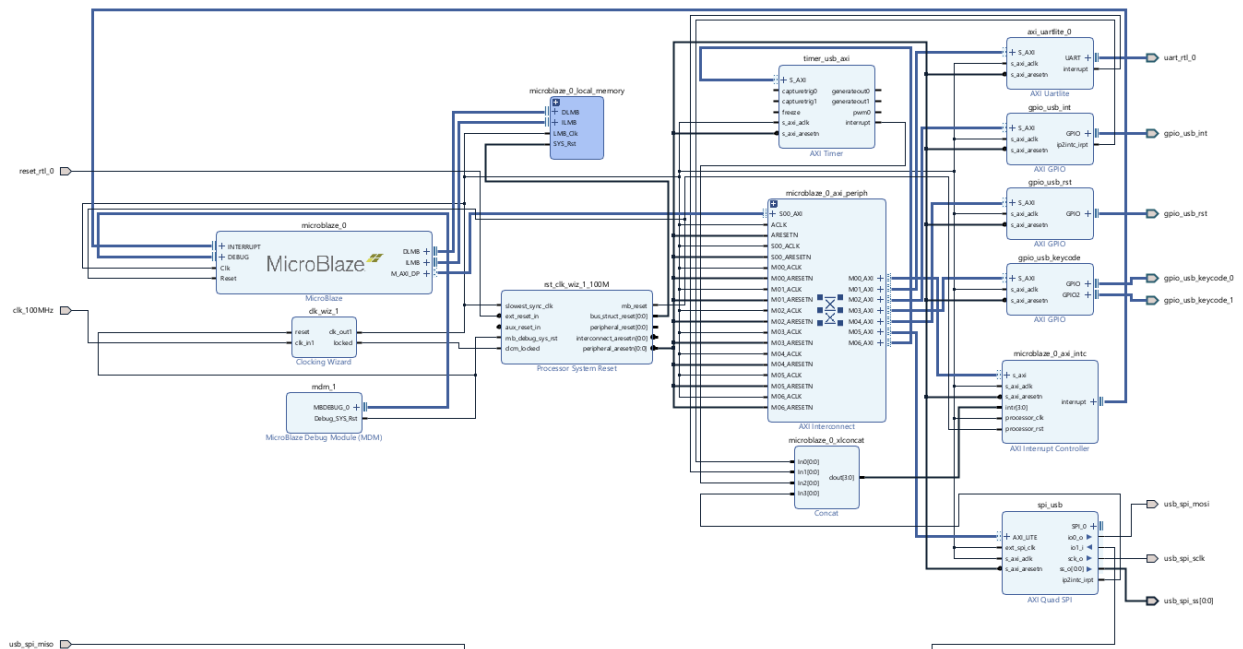 reset_rtl_0
clk_100MHz
usb_spi_miso
microblaze_0_local_memory
DLMB
ILMB
LMB_Clk
SYS_Rst
microblaze_0
INTERRUPT
DEBUG
Clk
Reset
MicroBlaze
DLMB
ILMB
M_AXI_DP
MicroBlaze
clk_wiz_1
reset
clk_in1
clk_out1
locked
Clocking Wizard
mdm_1
MBDEBUG_0
Debug_SYS_Rst
MicroBlaze Debug Module (MDM)
rst_clk_wiz_1_100M
slowest_sync_clk
ext_reset_in
aux_reset_in
mb_debug_sys_rst
dcm_locked
mb_reset
bus_struct_reset[0:0]
peripheral_reset[0:0]
interconnect_aresetn[0:0]
peripheral_aresetn[0:0]
Processor System Reset
timer_usb_axi
S_AXI
capturetrig0
capturetrig1
freeze
s_axi_aclk
s_axi_aresetn
generateout0
generateout1
pwm0
interrupt
AXI Timer
microblaze_0_axi_periph
S00_AXI
ACLK
ARESETN
S00_ACLK
S00_ARESETN
M00_ACLK
M00_ARESETN
M01_ACLK
M01_ARESETN
M02_ACLK
M02_ARESETN
M03_ACLK
M03_ARESETN
M04_ACLK
M04_ARESETN
M05_ACLK
M05_ARESETN
M06_ACLK
M06_ARESETN
M00_AXI
M01_AXI
M02_AXI
M03_AXI
M04_AXI
M05_AXI
M06_AXI
AXI Interconnect
microblaze_0_xlconcat
In0[0:0]
In1[0:0]
In2[0:0]
In3[0:0]
dout[3:0]
Concat
axi_uartlite_0
S_AXI
s_axi_aclk
s_axi_aresetn
UART
interrupt
AXI Uartlite
gpio_usb_int
S_AXI
s_axi_aclk
s_axi_aresetn
GPIO
ip2intc_irpt
AXI GPIO
gpio_usb_rst
S_AXI
s_axi_aclk
s_axi_aresetn
GPIO
AXI GPIO
gpio_usb_keycode
S_AXI
s_axi_aclk
s_axi_aresetn
GPIO
GPIO2
AXI GPIO
microblaze_0_axi_intc
s_axi
s_axi_aclk
s_axi_aresetn
intr[3:0]
processor_clk
processor_rst
interrupt
AXI Interrupt Controller
spi_usb
AXI_LITE
ext_spi_clk
s_axi_aclk
s_axi_aresetn
SPI_0
io0_o
io1_i
sck_o
ss_o[0:0]
ip2intc_irpt
AXI Quad SPI
uart_rtl_0
gpio_usb_int
gpio_usb_rst
gpio_usb_keycode_0
gpio_usb_keycode_1
usb_spi_mosi
usb_spi_sclk
usb_spi_ss[0:0]